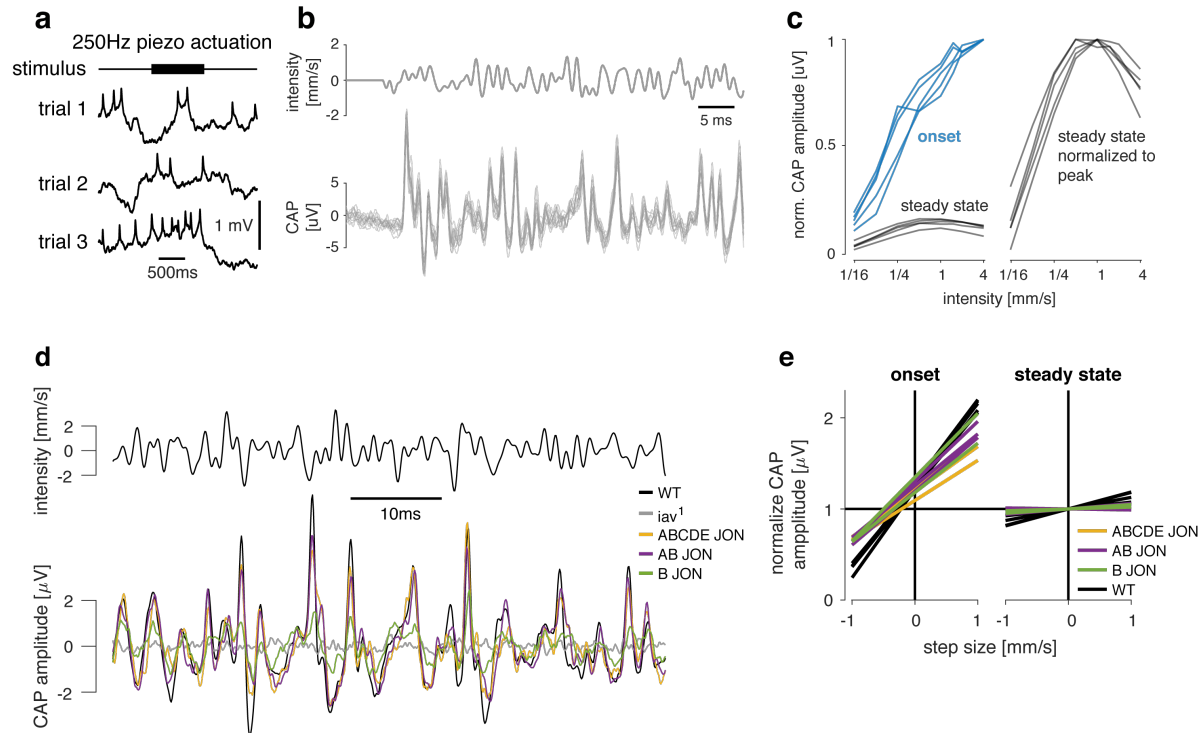 a
250Hz piezo actuation
stimulus
trial 1
trial 2
trial 3
1 mV
500ms
b
intensity
[mm/s]
2
0
-2
5 ms
CAP
[uV]
5
0
-5
c
norm. CAP amplitude [uV]
1
0.5
0
onset
steady state
steady state
normalized to
peak
1/16
1/4
1
4
1/16
1/4
1
4
intensity [mm/s]
d
intensity [mm/s]
2
0
-2
10ms
WT
iav1
ABCDE JON
AB JON
B JON
CAP amplitude [μV]
2
0
-2
e
onset
steady state
normalize CAP
ampplitude [μV]
2
1
0
ABCDE JON
AB JON
B JON
WT
-1
0
1
-1
0
1
step size [mm/s]